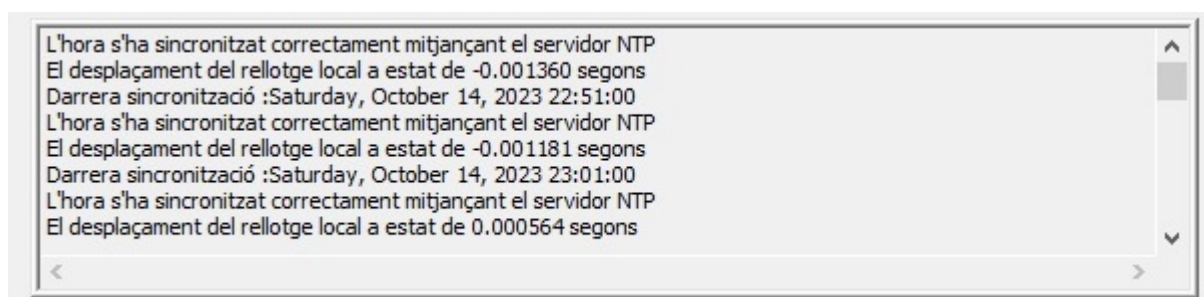 L'hora s'ha sincronitzat correctament mitjançant el servidor NTP
El desplaçament del rellotge local a estat de -0.001360 segons
Darrera sincronització :Saturday, October 14, 2023 22:51:00
L'hora s'ha sincronitzat correctament mitjançant el servidor NTP
El desplaçament del rellotge local a estat de -0.001181 segons
Darrera sincronització :Saturday, October 14, 2023 23:01:00
L'hora s'ha sincronitzat correctament mitjançant el servidor NTP
El desplaçament del rellotge local a estat de 0.000564 segons